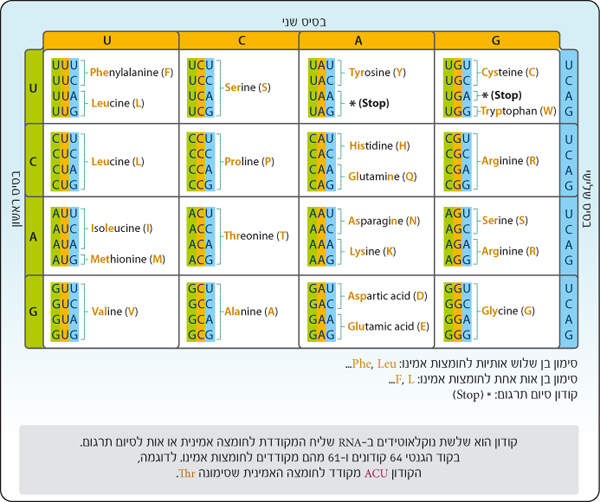 בסיס שני
U C A G
U UUU UUC Phenylalanine (F) UUA UUG Leucine (L) UCU UCC UCA UCG Serine (S) UAU UAC Tyrosine (Y) UAA UAG * (Stop) UGU UGC Cysteine (C) UGA * (Stop) UGG Tryptophan (W) U C A G
C CUU CUC CUA CUG Leucine (L) CCU CCC CCA CCG Proline (P) CAU CAC Histidine (H) CAA CAG Glutamine (Q) CGU CGC CGA CGG Arginine (R) U C A G
בסיס ראשון
בסיס שלישי
A AUU AUC AUA Isoleucine (I) AUG Methionine (M) ACU ACC ACA ACG Threonine (T) AAU AAC Asparagine (N) AAA AAG Lysine (K) AGU AGC Serine (S) AGA AGG Arginine (R) U C A G
G GUU GUC GUA GUG Valine (V) GCU GCC GCA GCG Alanine (A) GAU GAC Aspartic acid (D) GAA GAG Glutamic acid (E) GGU GGC GGA GGG Glycine (G) U C A G
סימון בן שלוש אותיות לחומצות אמינו: Phe, Leu...
סימון בן אות אחת לחומצות אמינו: F, L...
קודון סיום תרגום: * (Stop)
קודון הוא שלשת נוקלאוטידים ב-RNA שליח המקודדת לחומצה אמינית או אות לסיום תרגום.
בקוד הגנטי 64 קודונים ו-61 מהם מקודדים לחומצות אמינו. לדוגמה,
הקודון ACU מקודד לחומצה האמינית שסימונה Thr.